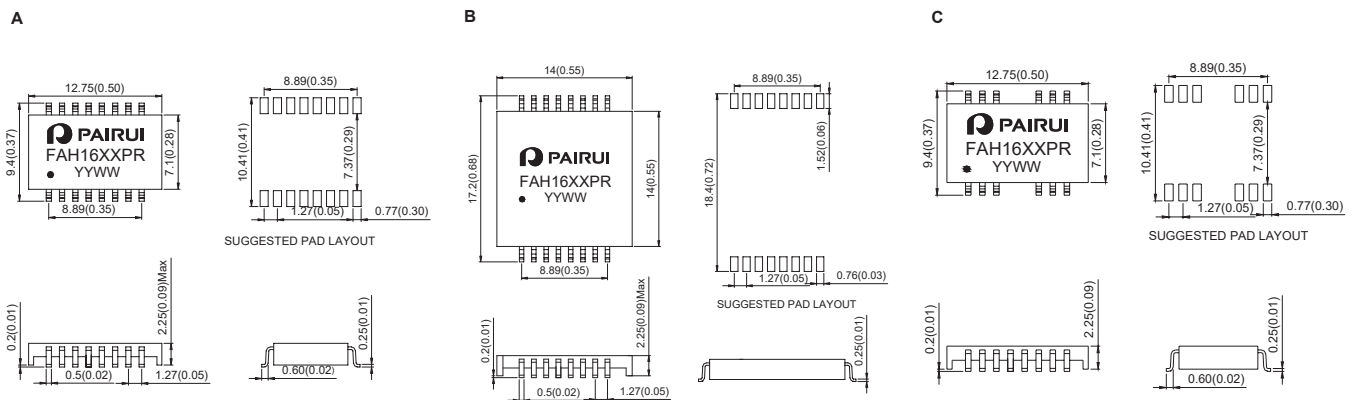 A
12.75(0.50)
9.4(0.37)
PAIRUI
FAH16XXPR
YYWW
7.1(0.28)
8.89(0.35)
8.89(0.35)
10.41(0.41)
7.37(0.29)
1.27(0.05)
0.77(0.30)
SUGGESTED PAD LAYOUT
0.2(0.01)
2.25(0.09)Max
0.5(0.02)
1.27(0.05)
0.25(0.01)
0.60(0.02)
B
14(0.55)
17.2(0.68)
PAIRUI
FAH16XXPR
YYWW
14(0.55)
8.89(0.35)
8.89(0.35)
1.52(0.06)
18.4(0.72)
1.27(0.05)
0.76(0.03)
SUGGESTED PAD LAYOUT
0.2(0.01)
2.25(0.09)Max
0.5(0.02)
1.27(0.05)
0.25(0.01)
C
12.75(0.50)
9.4(0.37)
PAIRUI
FAH16XXPR
YYWW
7.1(0.28)
8.89(0.35)
10.41(0.41)
7.37(0.29)
1.27(0.05)
0.77(0.30)
SUGGESTED PAD LAYOUT
0.2(0.01)
2.25(0.09)
0.5(0.02)
1.27(0.05)
0.25(0.01)
0.60(0.02)